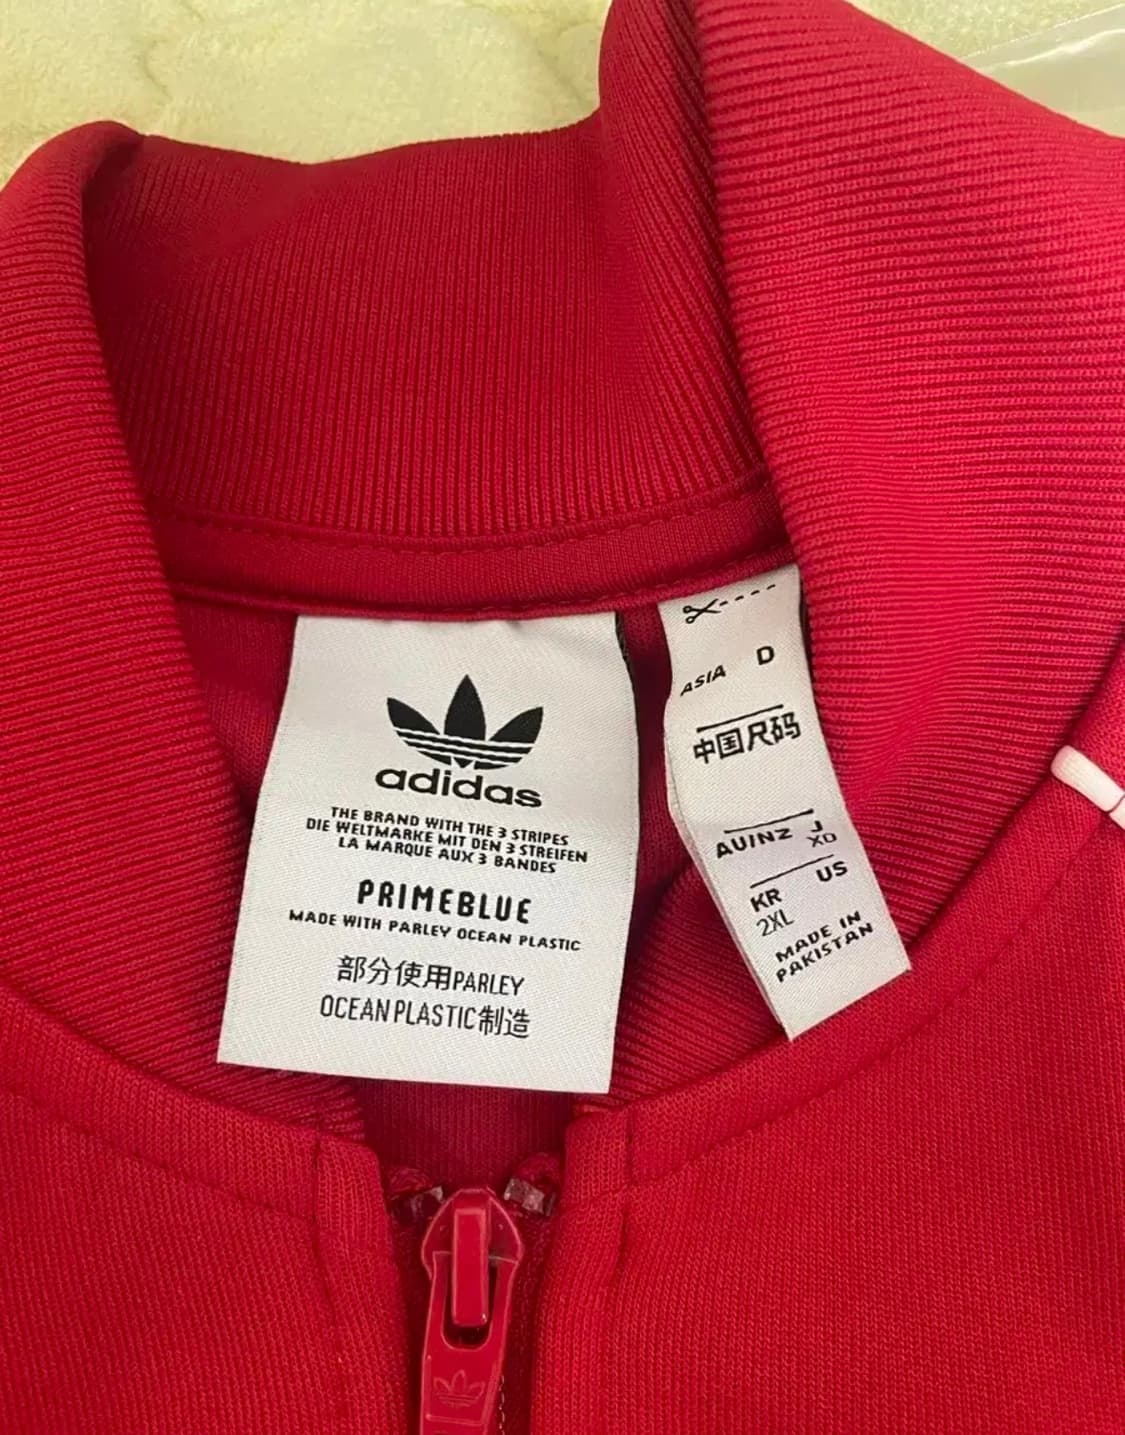 adidas
THE BRAND WITH THE 3 STRIPES
DIE WELTMARKE MIT DEN 3 STREIFEN
LA MARQUE AUX 3 BANDES
PRIMEBLUE
MADE WITH PARLEY OCEAN PLASTIC
部分使用PARLEY
OCEAN PLASTIC制造
ASIA D
中国尺码
AU/NZ J
XO
KR US
2XL
MADE IN
PAKISTAN